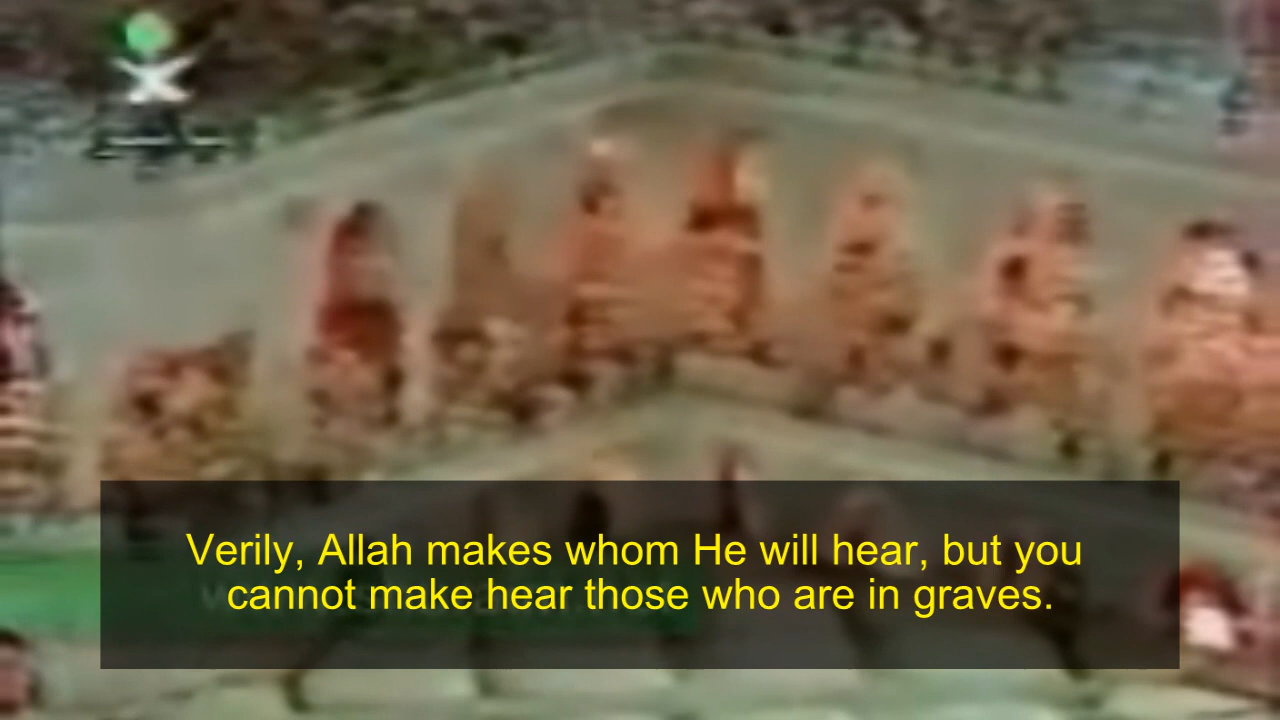 Verily, Allah makes whom He will hear, but you
cannot make hear those who are in graves.